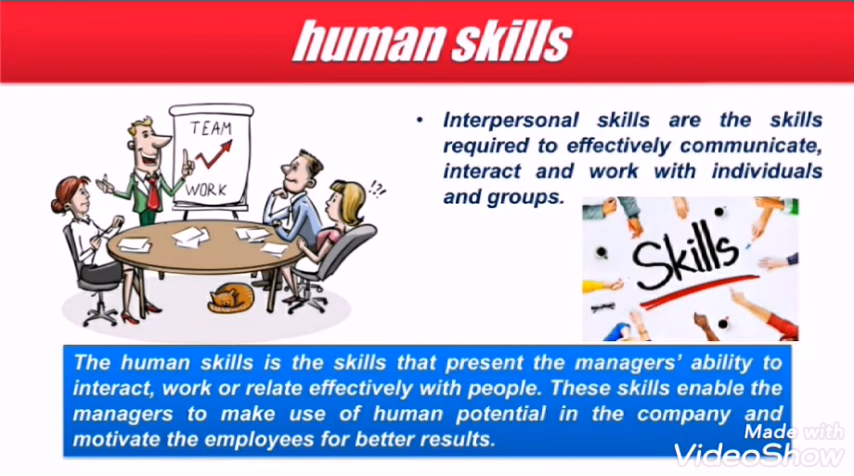 human skills
TEAM
WORK
!?!
• Interpersonal skills are the skills
required to effectively communicate,
interact and work with individuals
and groups.
Skills
The human skills is the skills that present the managers' ability to
interact, work or relate effectively with people. These skills enable the
managers to make use of human potential in the company and
motivate the employees for better results.
Made with
VideoShow